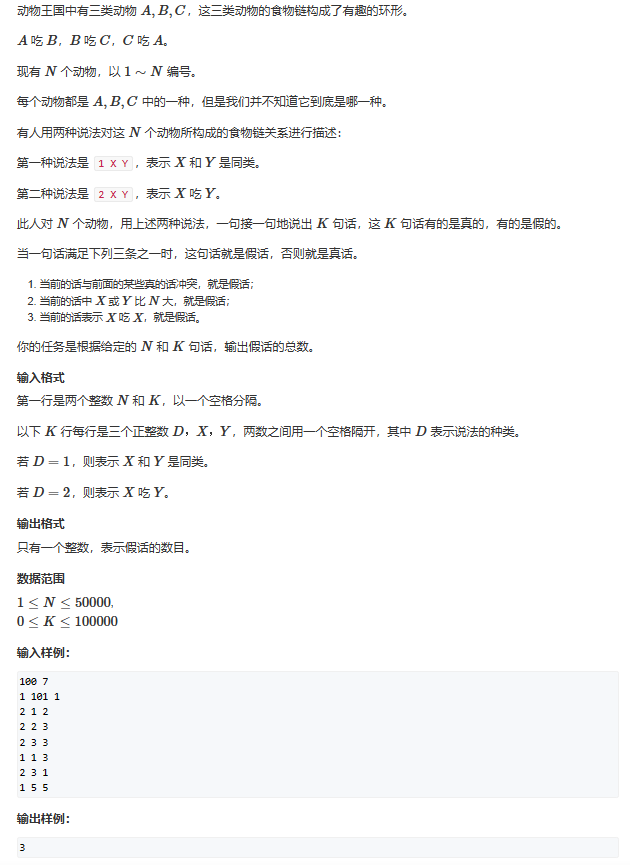 动物王国中有三类动物 A, B, C，这三类动物的食物链构成了有趣的环形。
A 吃 B，B 吃 C，C 吃 A。
现有 N 个动物，以 1 ∼ N 编号。
每个动物都是 A, B, C 中的一种，但是我们并不知道它到底是哪一种。
有人用两种说法对这 N 个动物所构成的食物链关系进行描述：
第一种说法是 1 X Y，表示 X 和 Y 是同类。
第二种说法是 2 X Y，表示 X 吃 Y。
此人对 N 个动物，用上述两种说法，一句接一句地说出 K 句话，这 K 句话有的是真的，有的是假的。
当一句话满足下列三条之一时，这句话就是假话，否则就是真话。
1. 当前的话与前面的某些真的话冲突，就是假话；
2. 当前的话中 X 或 Y 比 N 大，就是假话；
3. 当前的话表示 X 吃 X，就是假话。
你的任务是根据给定的 N 和 K 句话，输出假话的总数。
输入格式
第一行是两个整数 N 和 K，以一个空格分隔。
以下 K 行每行是三个正整数 D，X，Y，两数之间用一个空格隔开，其中 D 表示说法的种类。
若 D = 1，则表示 X 和 Y 是同类。
若 D = 2，则表示 X 吃 Y。
输出格式
只有一个整数，表示假话的数目。
数据范围
1 ≤ N ≤ 50000,
0 ≤ K ≤ 100000
输入样例：
100 7
1 101 1
2 1 2
2 2 3
2 3 3
1 1 3
2 3 1
1 5 5
输出样例：
3